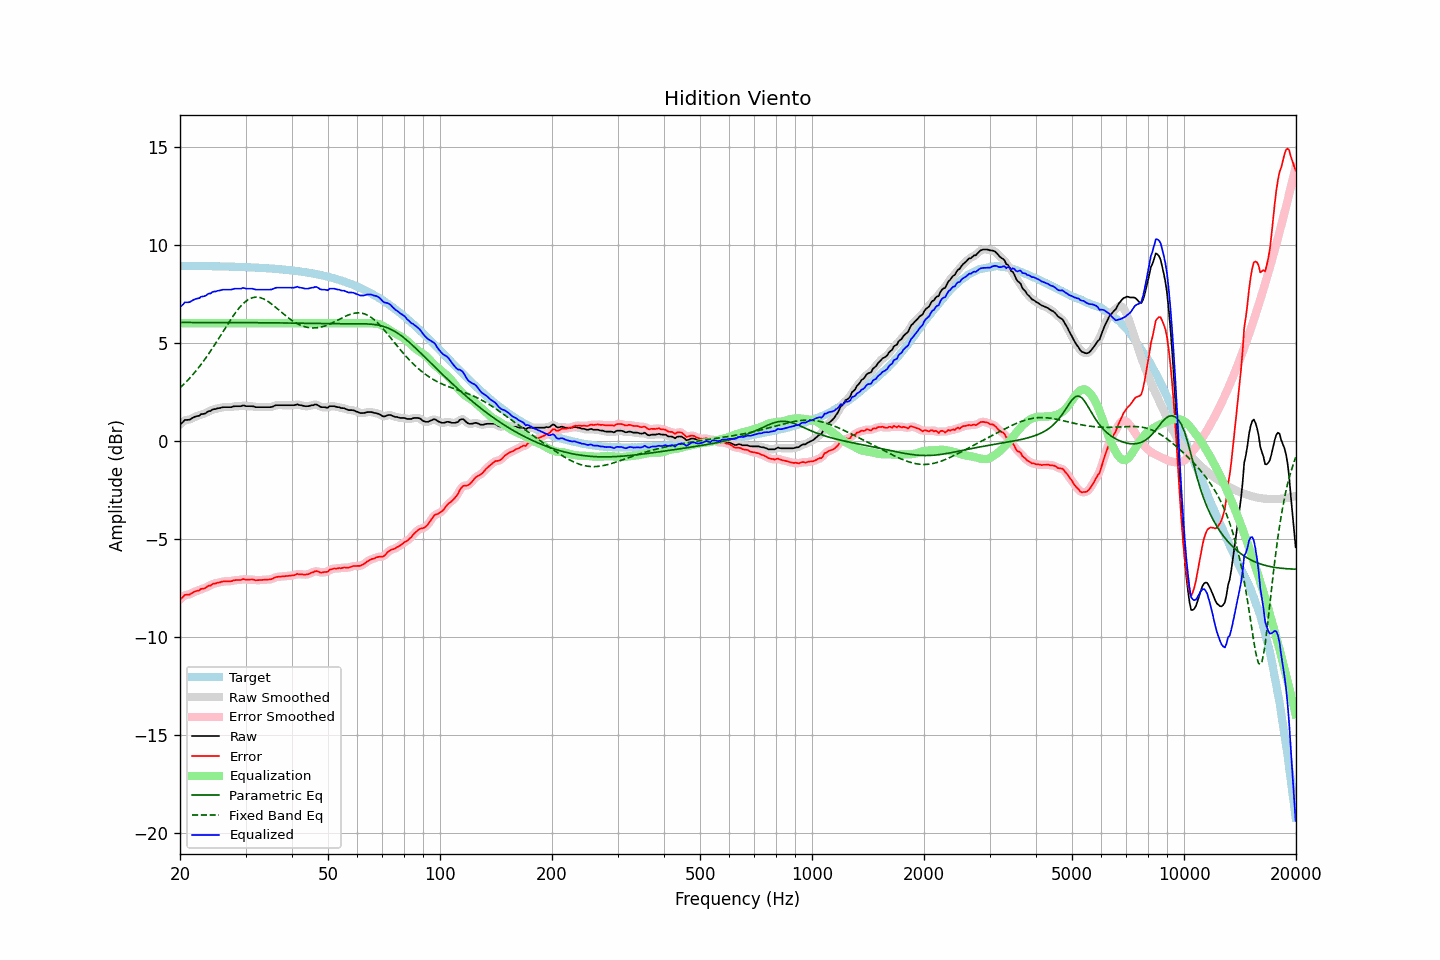 Hidition Viento
15
10
5
0
−5
−10
−15
−20
Amplitude (dBr)
Target
Raw Smoothed
Error Smoothed
Raw
Error
Equalization
Parametric Eq
Fixed Band Eq
Equalized
20 50 100 200 500 1000 2000 5000 10000 20000
Frequency (Hz)